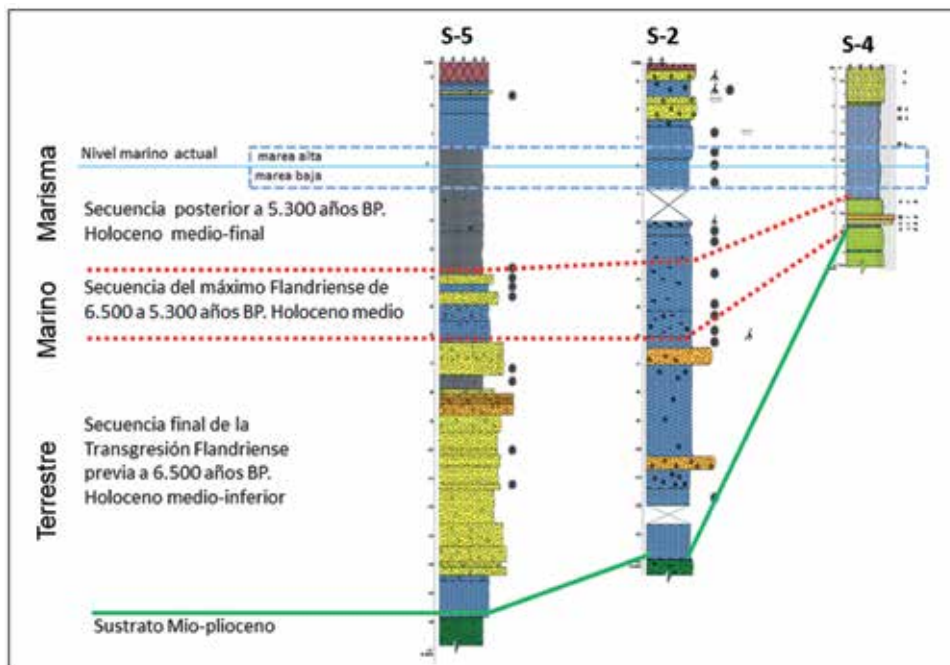 S-5
S-2
S-4
Nivel marino actual
marea alta
marea baja
Marisma
Secuencia posterior a 5.300 años BP.
Holoceno medio-final
Marino
Secuencia del máximo Flandriense de
6.500 a 5.300 años BP. Holoceno medio
Terrestre
Secuencia final de la
Transgresión Flandriense
previa a 6.500 años BP.
Holoceno medio-inferior
Sustrato Mio-plioceno